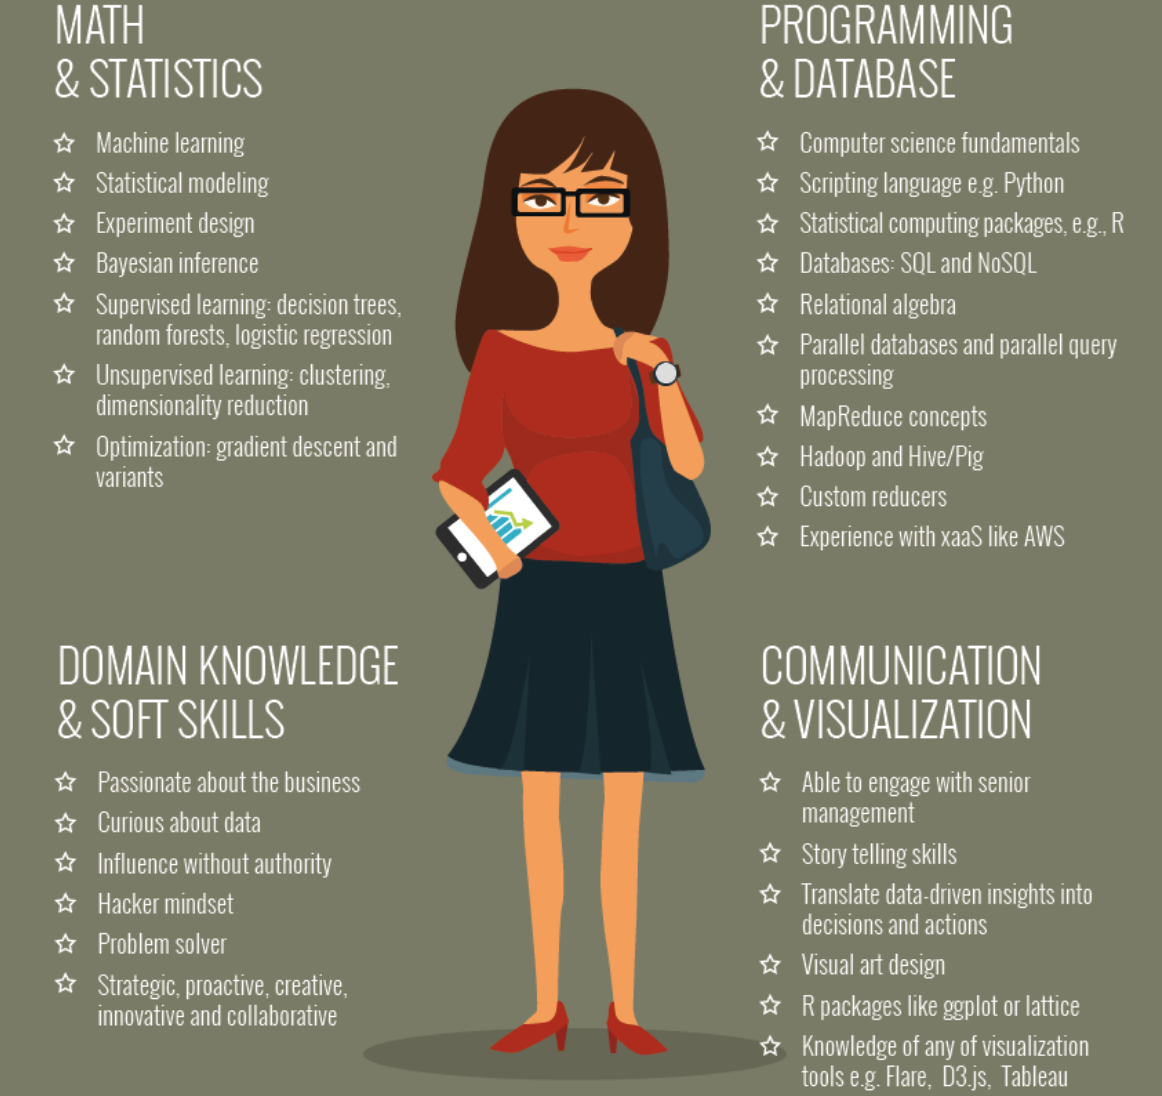 MATH
& STATISTICS
Machine learning
Statistical modeling
Experiment design
Bayesian inference
Supervised learning: decision trees,
random forests, logistic regression
Unsupervised learning: clustering,
dimensionality reduction
Optimization: gradient descent and
variants
PROGRAMMING
& DATABASE
Computer science fundamentals
Scripting language e.g. Python
Statistical computing packages, e.g., R
Databases: SQL and NoSQL
Relational algebra
Parallel databases and parallel query
processing
MapReduce concepts
Hadoop and Hive/Pig
Custom reducers
Experience with xaaS like AWS
DOMAIN KNOWLEDGE
& SOFT SKILLS
Passionate about the business
Curious about data
Influence without authority
Hacker mindset
Problem solver
Strategic, proactive, creative,
innovative and collaborative
COMMUNICATION
& VISUALIZATION
Able to engage with senior
management
Story telling skills
Translate data-driven insights into
decisions and actions
Visual art design
R packages like ggplot or lattice
Knowledge of any of visualization
tools e.g. Flare, D3.js, Tableau